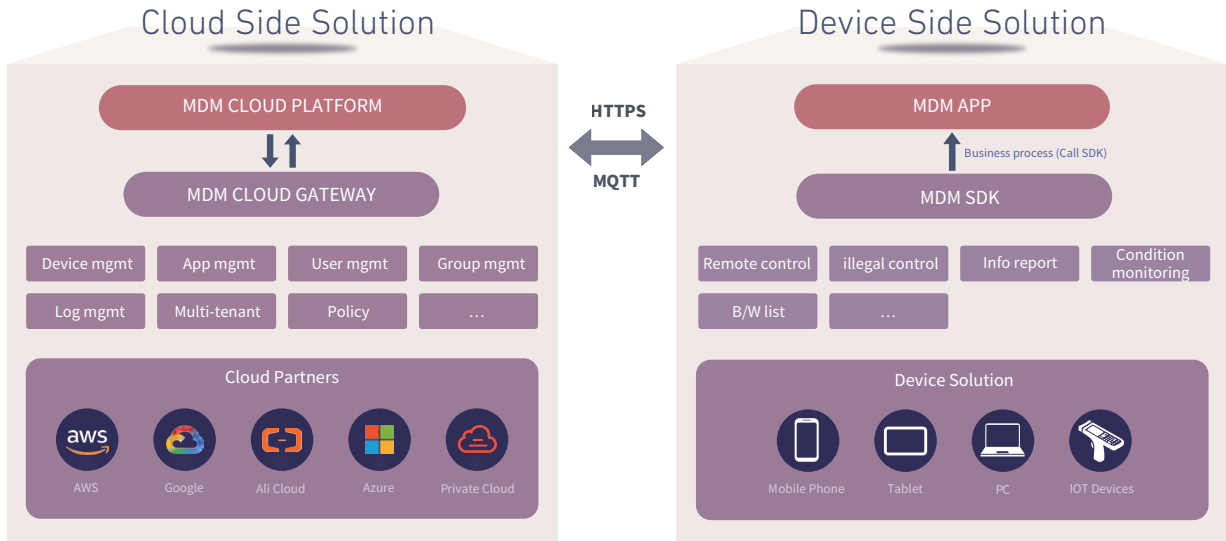 Cloud Side Solution
MDM CLOUD PLATFORM
MDM CLOUD GATEWAY
Device mgmt
App mgmt
User mgmt
Group mgmt
Log mgmt
Multi-tenant
Policy
...
Cloud Partners
aws
AWS
Google
Ali Cloud
Azure
Private Cloud
HTTPS
MQTT
Device Side Solution
MDM APP
Business process (Call SDK)
MDM SDK
Remote control
illegal control
Info report
Condition
monitoring
B/W list
...
Device Solution
Mobile Phone
Tablet
PC
IOT Devices